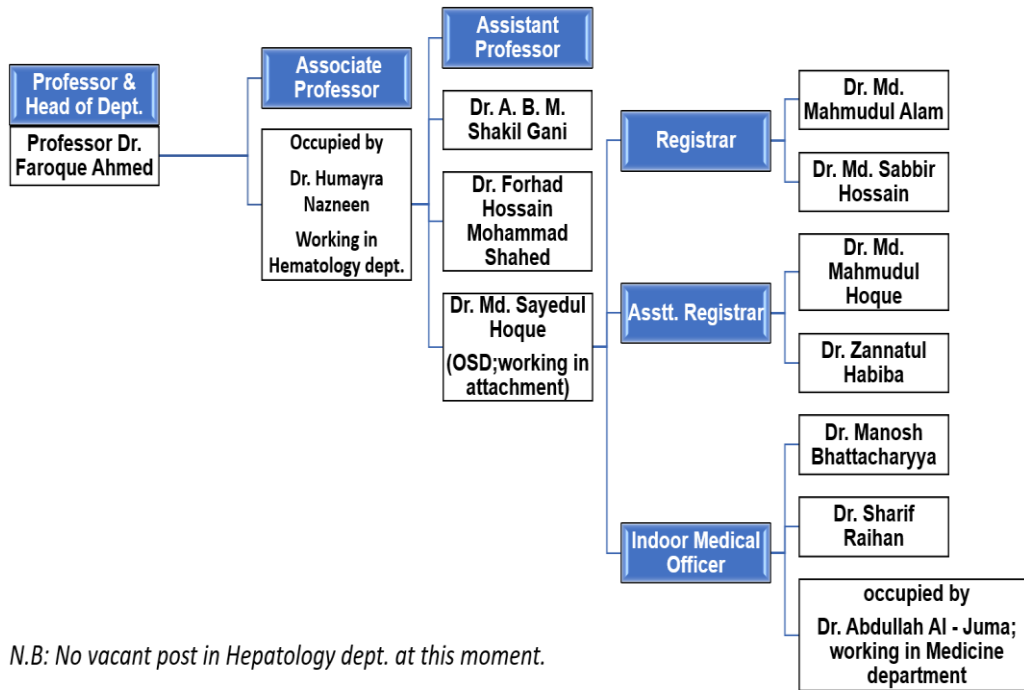 Professor &
Head of Dept.
Professor Dr.
Faroque Ahmed
Associate
Professor
Occupied by
Dr. Humayra
Nazneen
Working in
Hematology dept.
Assistant
Professor
Dr. A. B. M.
Shakil Gani
Dr. Forhad
Hossain
Mohammad
Shahed
Dr. Md. Sayedul
Hoque
(OSD;working in
attachment)
Registrar
Dr. Md.
Mahmudul Alam
Dr. Md. Sabbir
Hossain
Asstt. Registrar
Dr. Md.
Mahmudul
Hoque
Dr. Zannatul
Habiba
Indoor Medical
Officer
Dr. Manosh
Bhattacharyya
Dr. Sharif
Raihan
occupied by
Dr. Abdullah Al - Juma;
working in Medicine
department
N.B: No vacant post in Hepatology dept. at this moment.